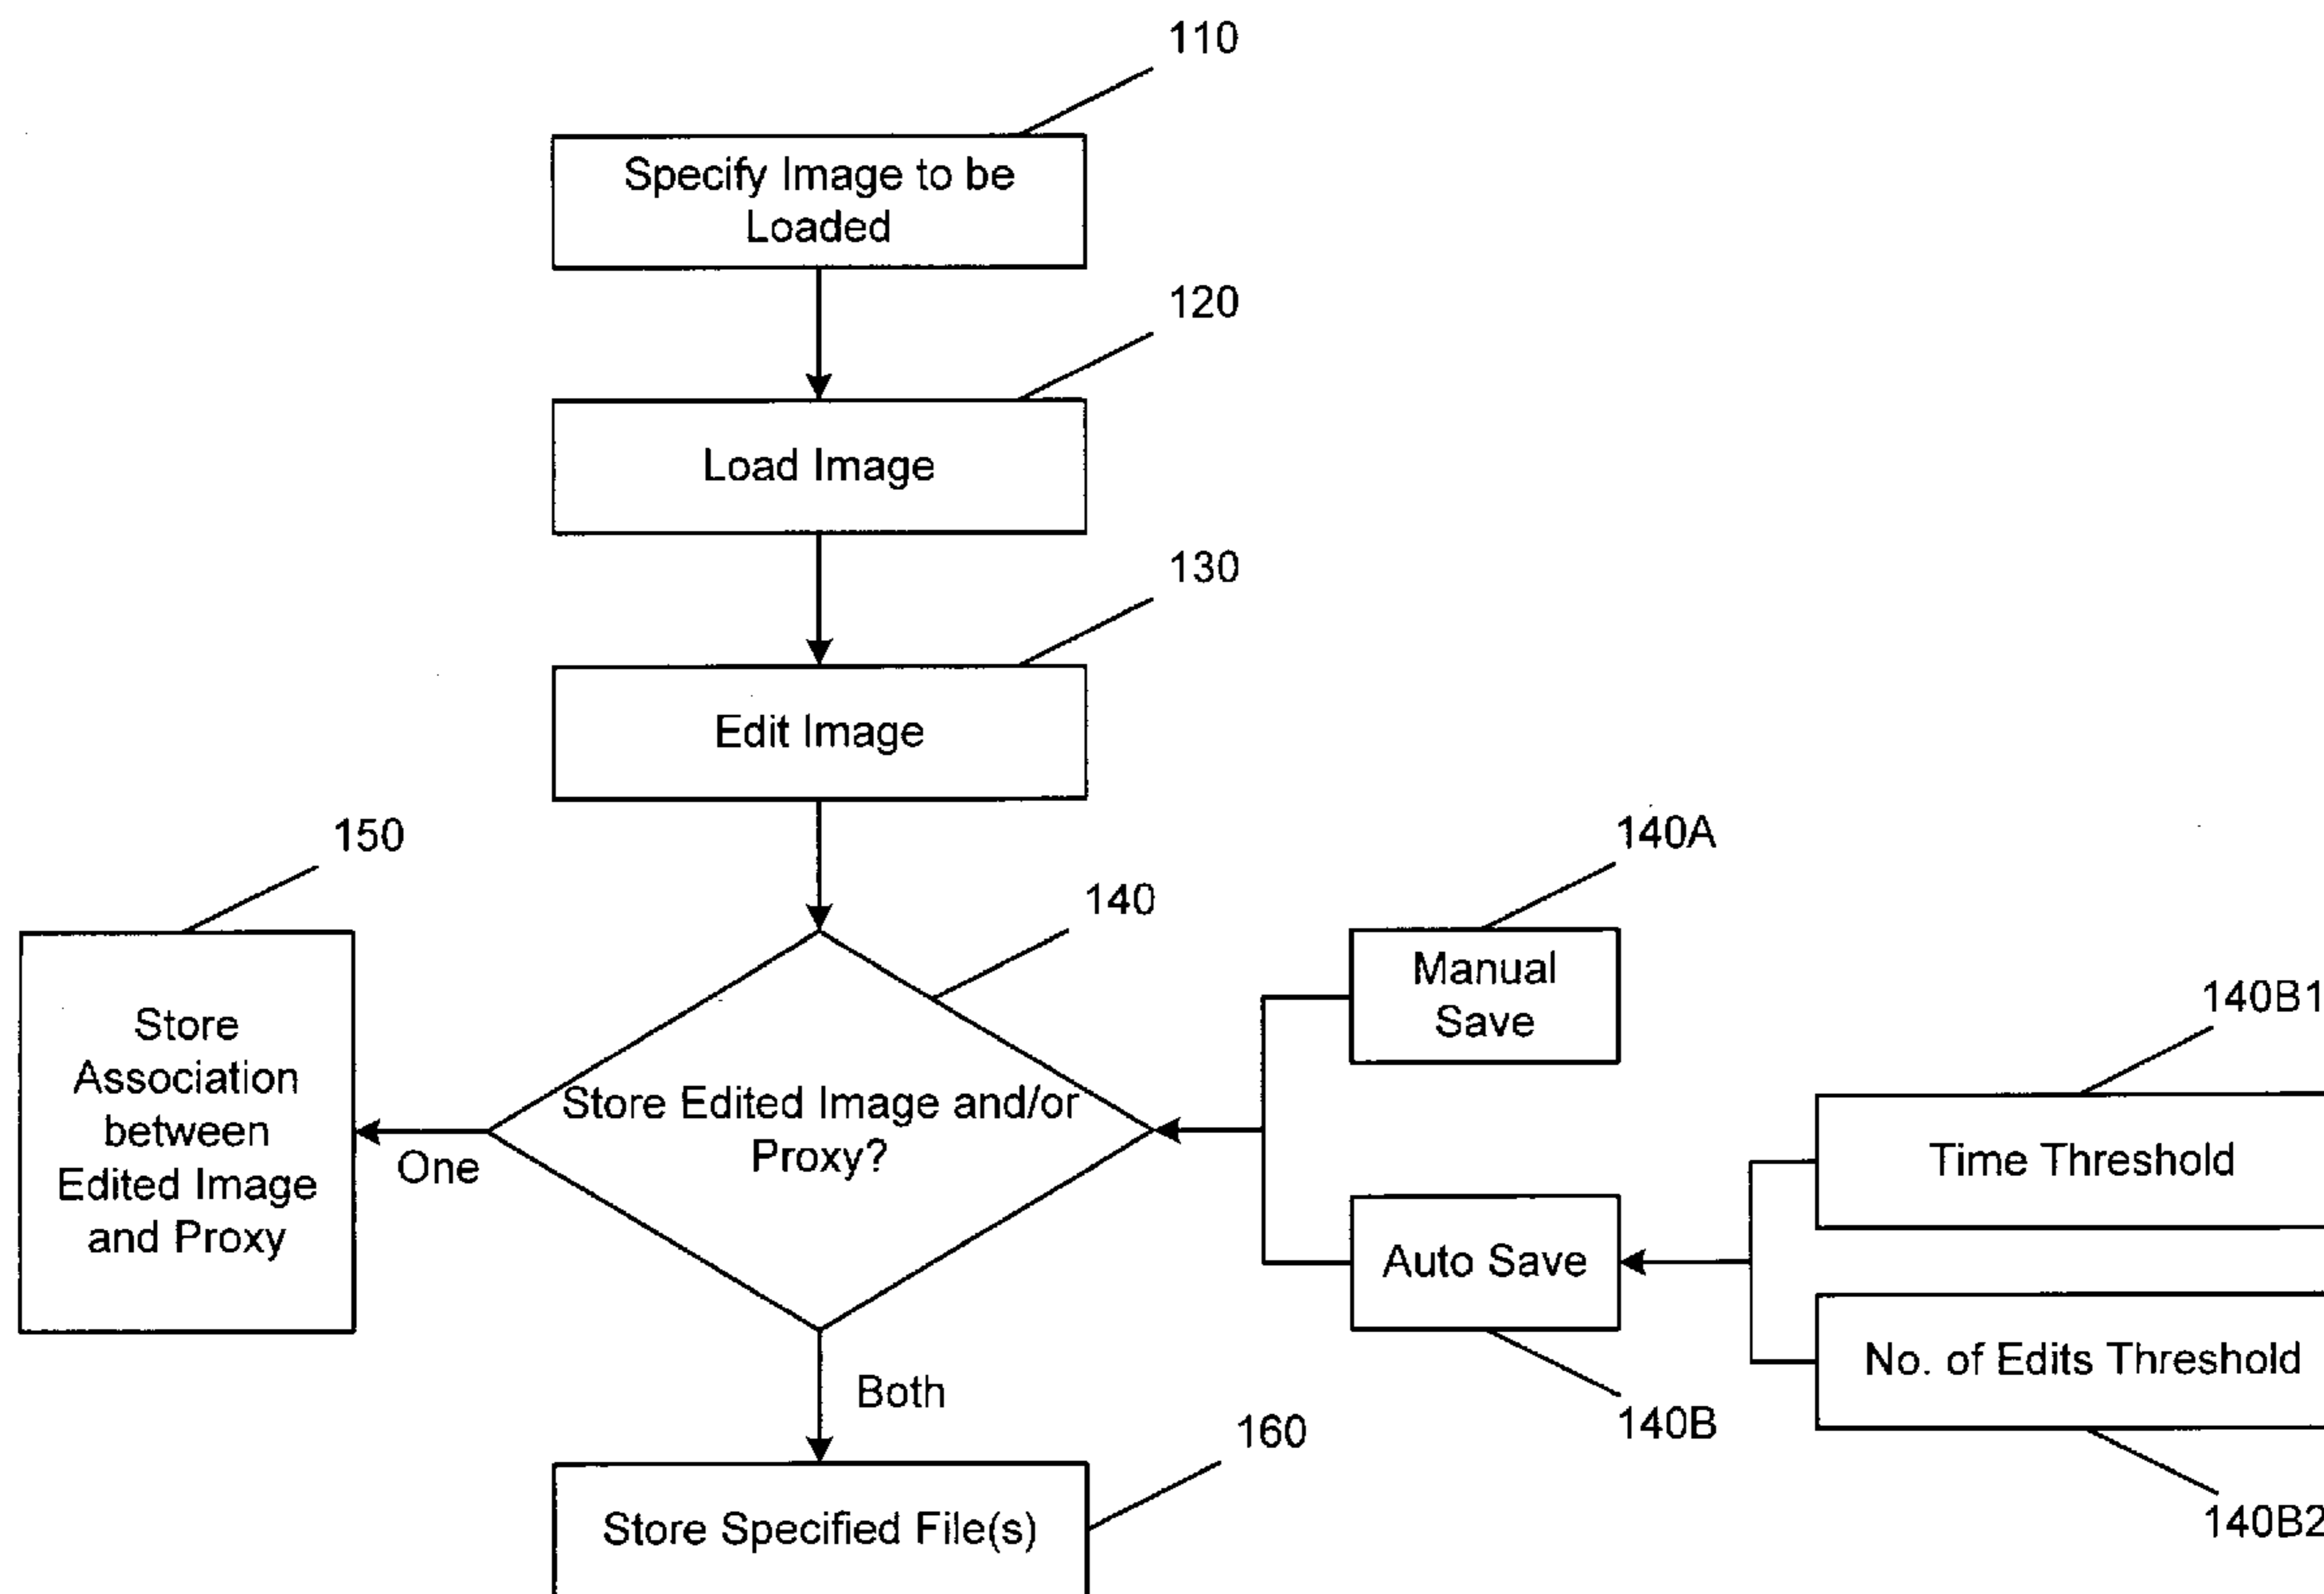 110
Specify Image to be
Loaded
120
Load Image
130
Edit Image
150
140
140A
Store
Association
between
Edited Image
and Proxy
One
Store Edited Image and/or
Proxy?
Manual
Save
140B1
Time Threshold
Auto Save
No. of Edits Threshold
140B
140B2
Both
160
Store Specified File(s)